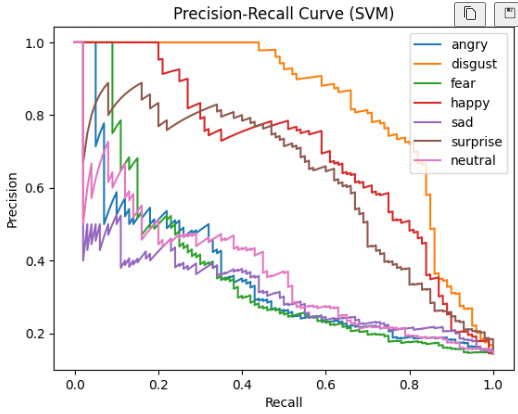 Precision-Recall Curve (SVM)
1.0
0.8
0.6
0.4
0.2
Precision
angry
disgust
fear
happy
sad
surprise
neutral
0.0 0.2 0.4 0.6 0.8 1.0
Recall